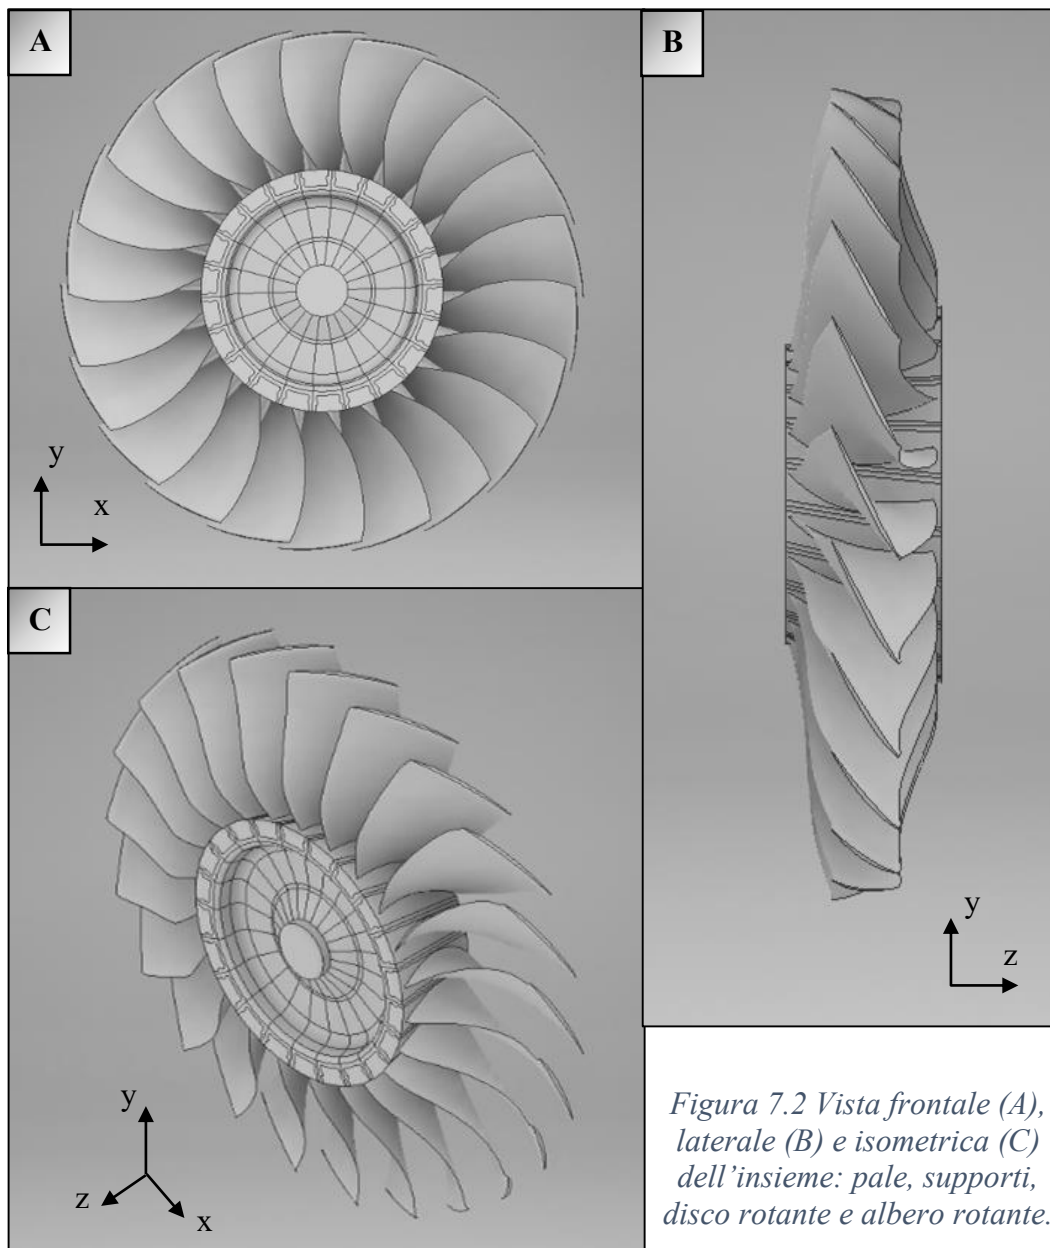 A
B
y
x
C
y
z
y
z
x
Figura 7.2 Vista frontale (A),
laterale (B) e isometrica (C)
dell’insieme: pale, supporti,
disco rotante e albero rotante.